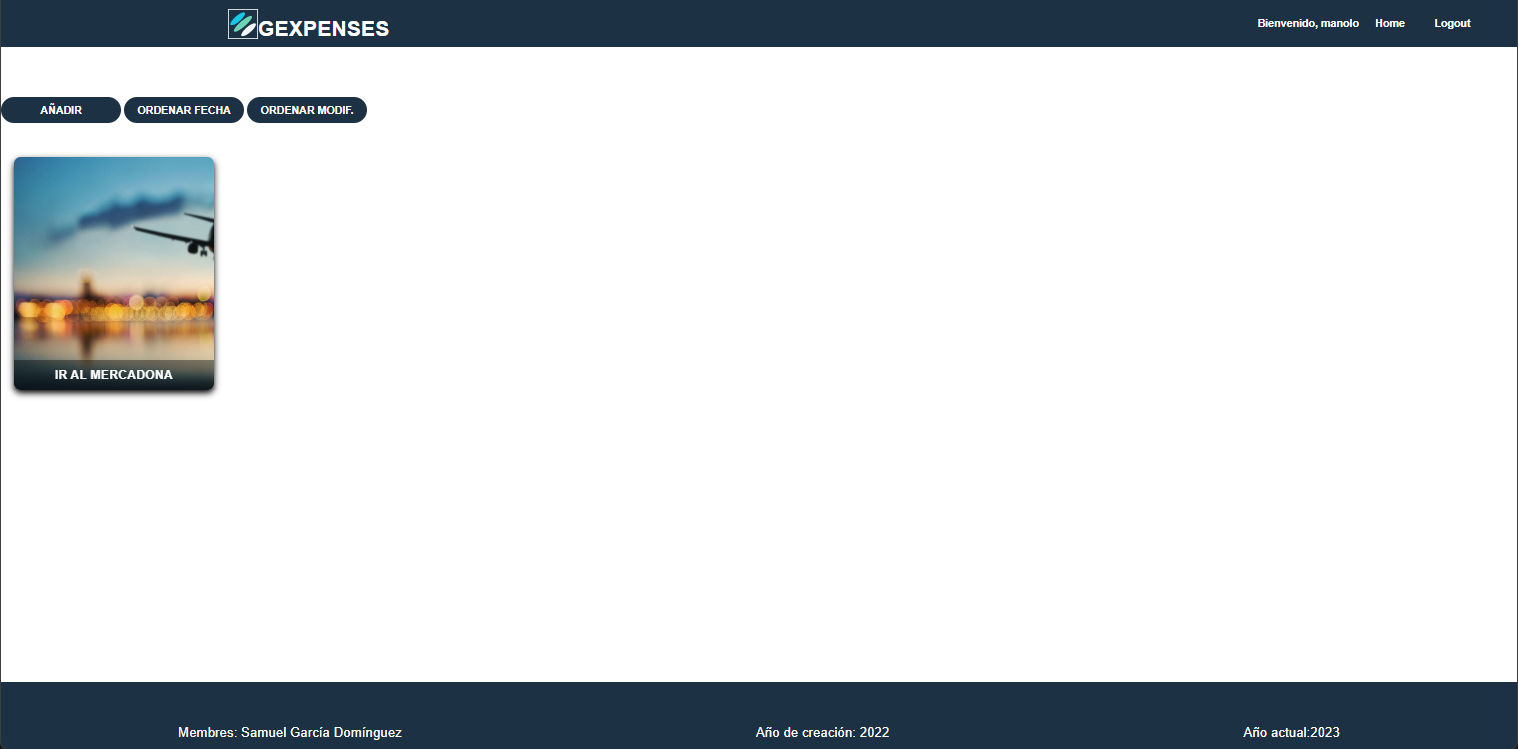 GEXPENSES
Bienvenido, manolo Home Logout
AÑADIR ORDENAR FECHA ORDENAR MODIF.
IR AL MERCADONA
Membres: Samuel García Domínguez Año de creación: 2022 Año actual:2023